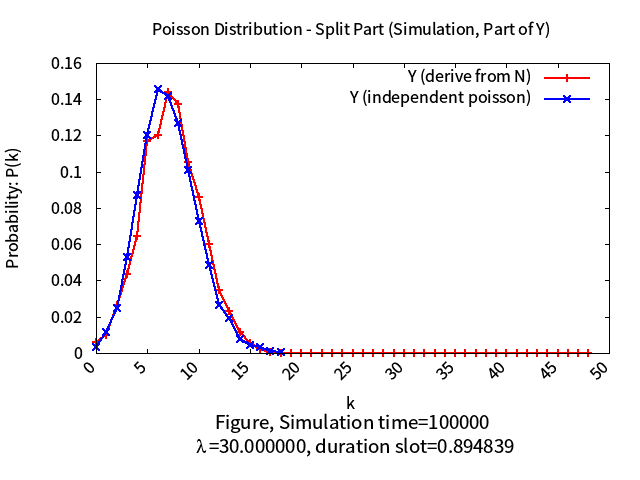 Poisson Distribution - Split Part (Simulation, Part of Y)
Y (derive from N)
Y (independent poisson)
Probability: P(k)
0.16
0.14
0.12
0.1
0.08
0.06
0.04
0.02
0
0 5 10 15 20 25 30 35 40 45 50
k
Figure, Simulation time=100000
λ=30.000000, duration slot=0.894839